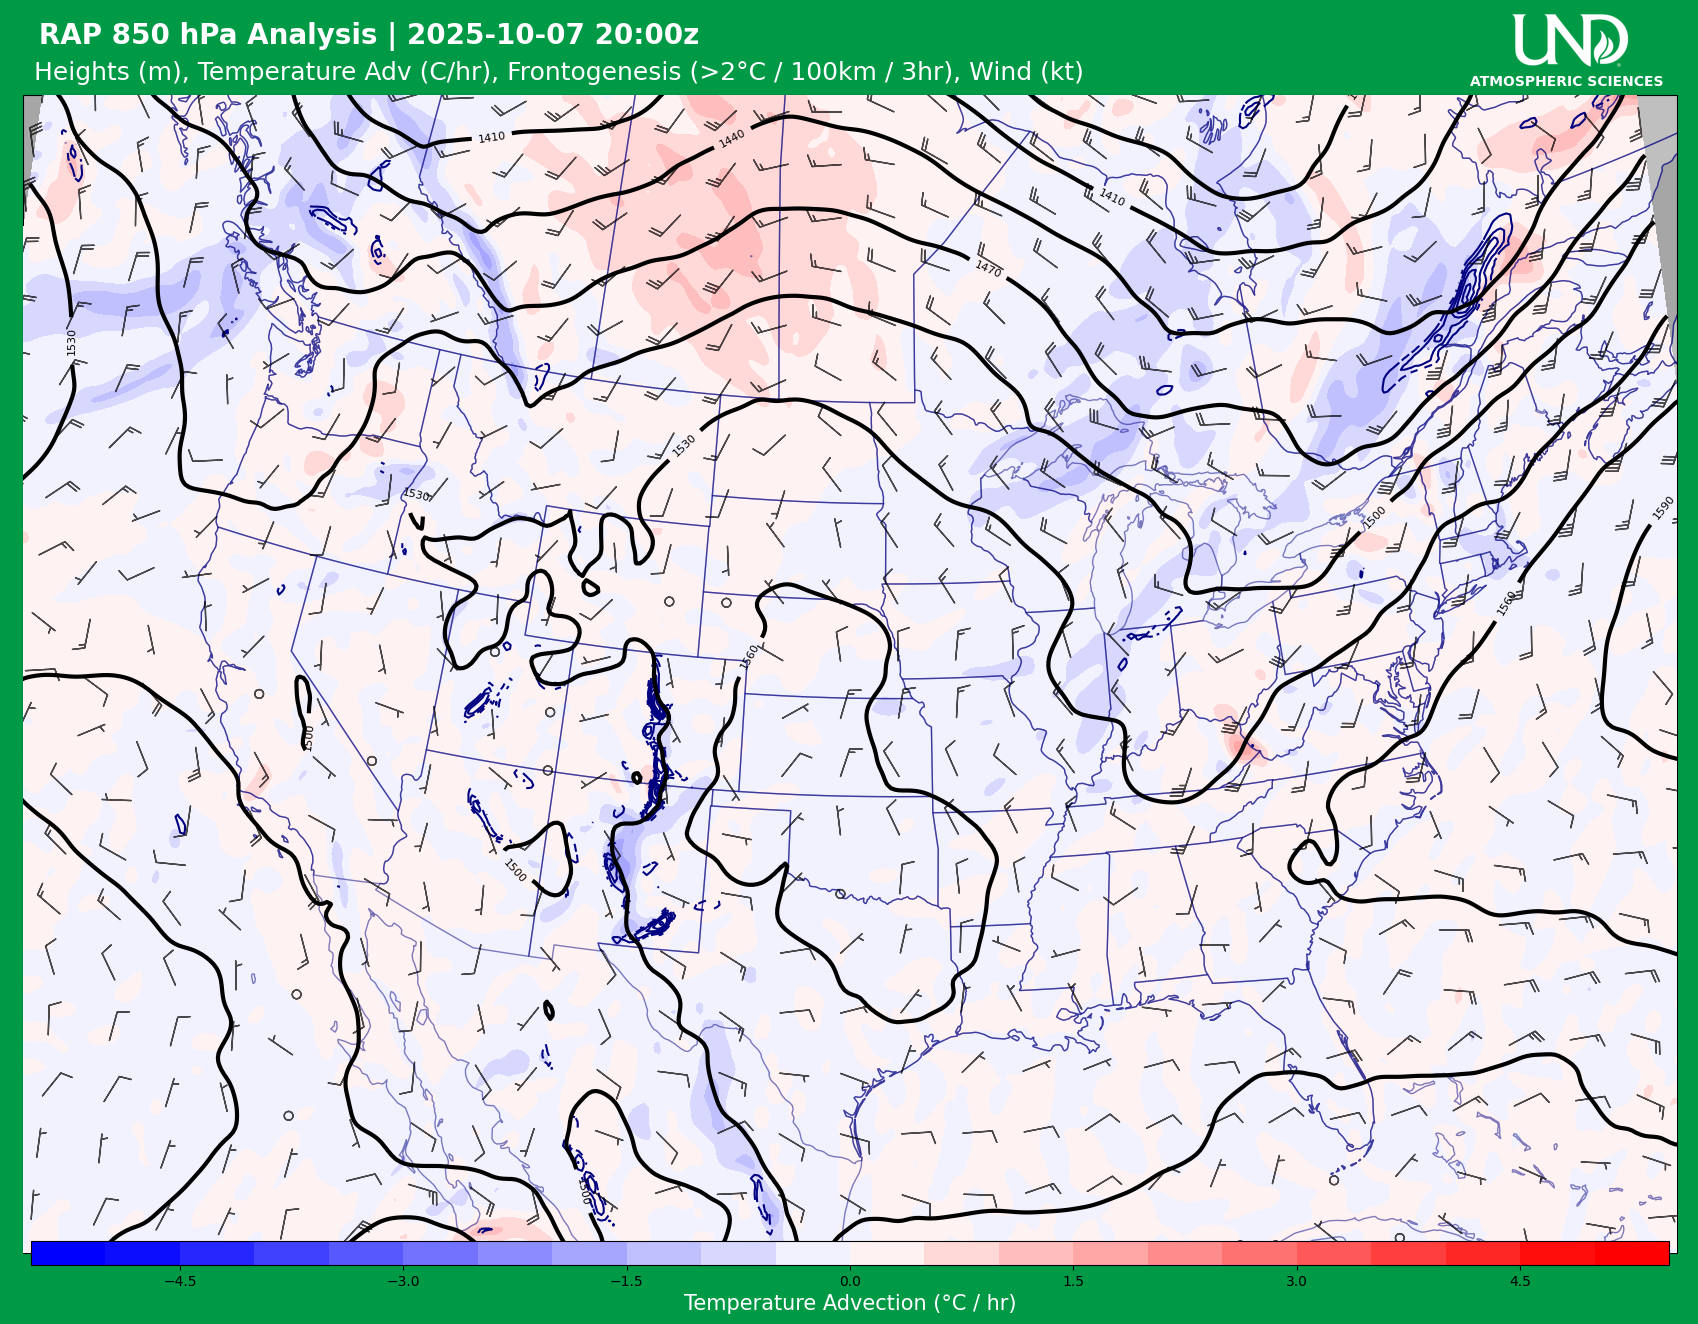 RAP 850 hPa Analysis | 2025-10-07 20:00z
Heights (m), Temperature Adv (C/hr), Frontogenesis (>2°C / 100km / 3hr), Wind (kt)
UND
ATMOSPHERIC SCIENCES
1410
1440
1410
1470
1530
1530
1530
1500
1590
1560
1560
1500
1500
1500
−4.5 −3.0 −1.5 0.0 1.5 3.0 4.5
Temperature Advection (°C / hr)